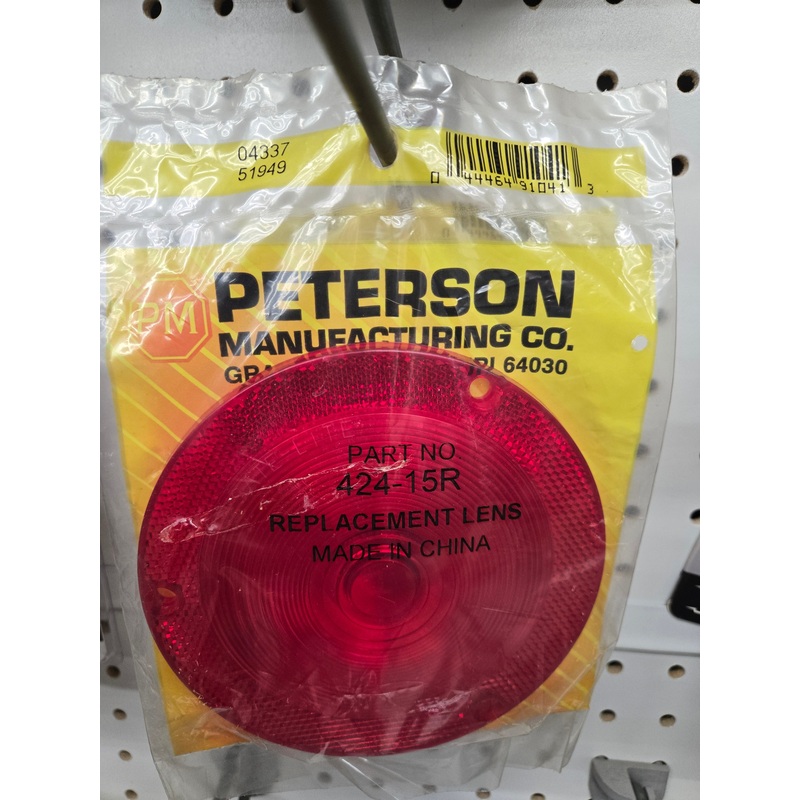 04337
51949
0 44464 91041 3
PM
PETERSON
MANUFACTURING CO.
64030
PART NO
424-15R
REPLACEMENT LENS
MADE IN CHINA